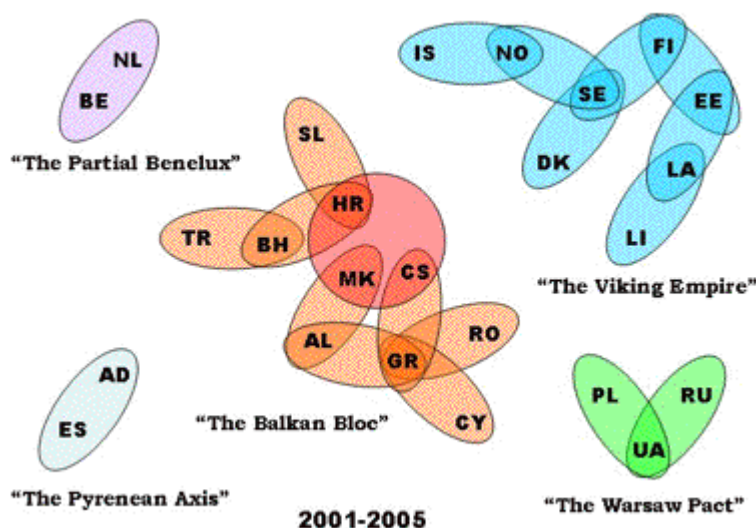 NL
BE
“The Partial Benelux”
IS
NO
FI
SE
EE
DK
LA
LI
“The Viking Empire”
SL
HR
TR
BH
MK
CS
AL
GR
RO
CY
“The Balkan Bloc”
AD
ES
“The Pyrenean Axis”
PL
RU
UA
“The Warsaw Pact”
2001-2005